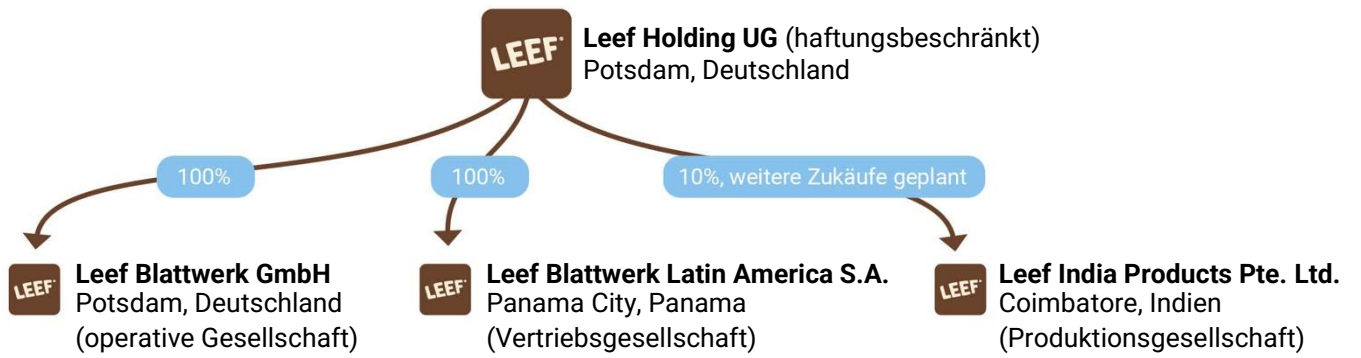 LEEF
Leef Holding UG (haftungsbeschränkt)
Potsdam, Deutschland
100%
100%
10%, weitere Zukäufe geplant
LEEF
Leef Blattwerk GmbH
Potsdam, Deutschland
(operative Gesellschaft)
LEEF
Leef Blattwerk Latin America S.A.
Panama City, Panama
(Vertriebsgesellschaft)
LEEF
Leef India Products Pte. Ltd.
Coimbatore, Indien
(Produktionsgesellschaft)